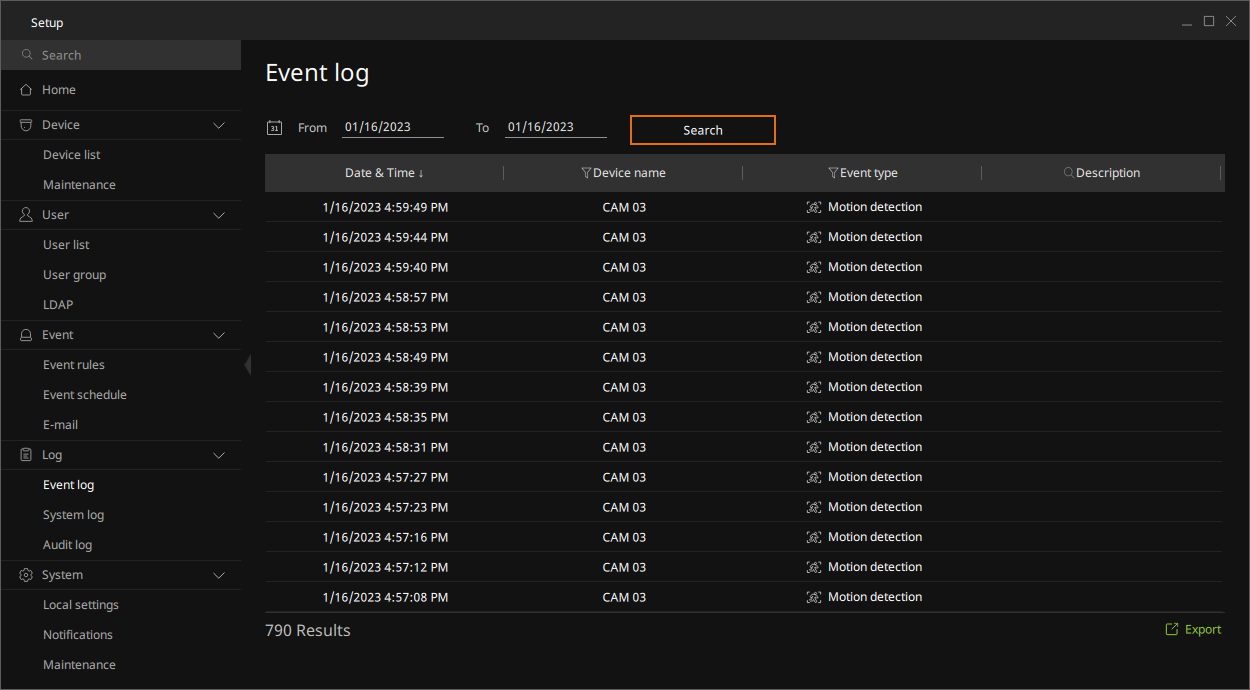 Setup
Search
Home
Device
Device list
Maintenance
User
User list
User group
LDAP
Event
Event rules
Event schedule
E-mail
Log
Event log
System log
Audit log
System
Local settings
Notifications
Maintenance
Event log
31 From 01/16/2023 To 01/16/2023 Search
Date & Time ↓ Device name Event type Description
1/16/2023 4:59:49 PM CAM 03 Motion detection
1/16/2023 4:59:44 PM CAM 03 Motion detection
1/16/2023 4:59:40 PM CAM 03 Motion detection
1/16/2023 4:58:57 PM CAM 03 Motion detection
1/16/2023 4:58:53 PM CAM 03 Motion detection
1/16/2023 4:58:49 PM CAM 03 Motion detection
1/16/2023 4:58:39 PM CAM 03 Motion detection
1/16/2023 4:58:35 PM CAM 03 Motion detection
1/16/2023 4:58:31 PM CAM 03 Motion detection
1/16/2023 4:57:27 PM CAM 03 Motion detection
1/16/2023 4:57:23 PM CAM 03 Motion detection
1/16/2023 4:57:16 PM CAM 03 Motion detection
1/16/2023 4:57:12 PM CAM 03 Motion detection
1/16/2023 4:57:08 PM CAM 03 Motion detection
790 Results Export